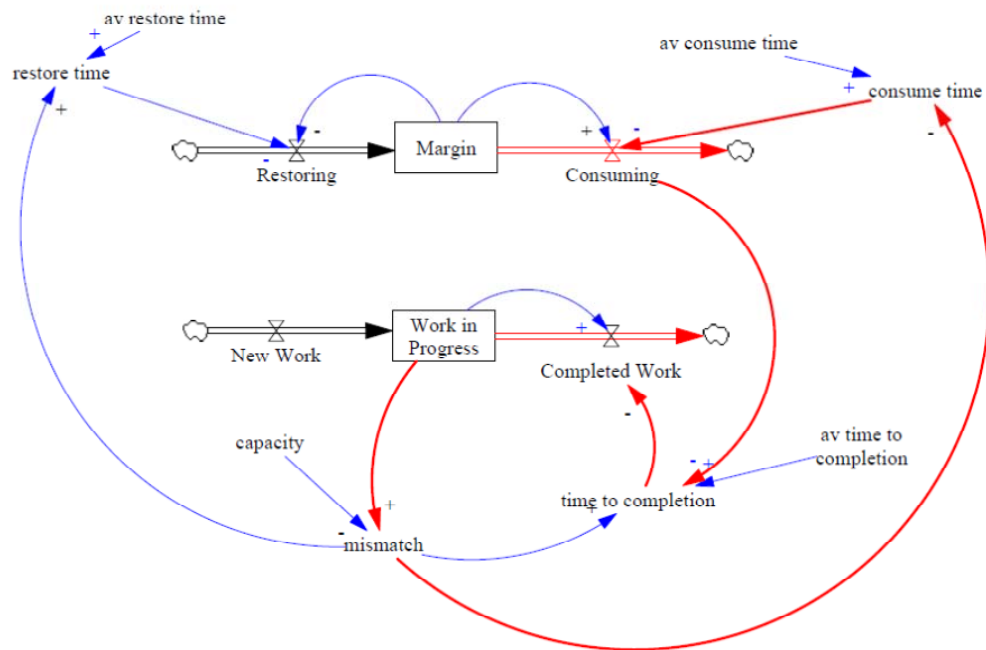 av restore time
+
av consume time
restore time
+
+
consume time
-
-
+
-
Margin
-
Restoring
Consuming
Work in
Progress
+
New Work
Completed Work
-
capacity
av time to
completion
- +
time to completion
+
+
-
mismatch